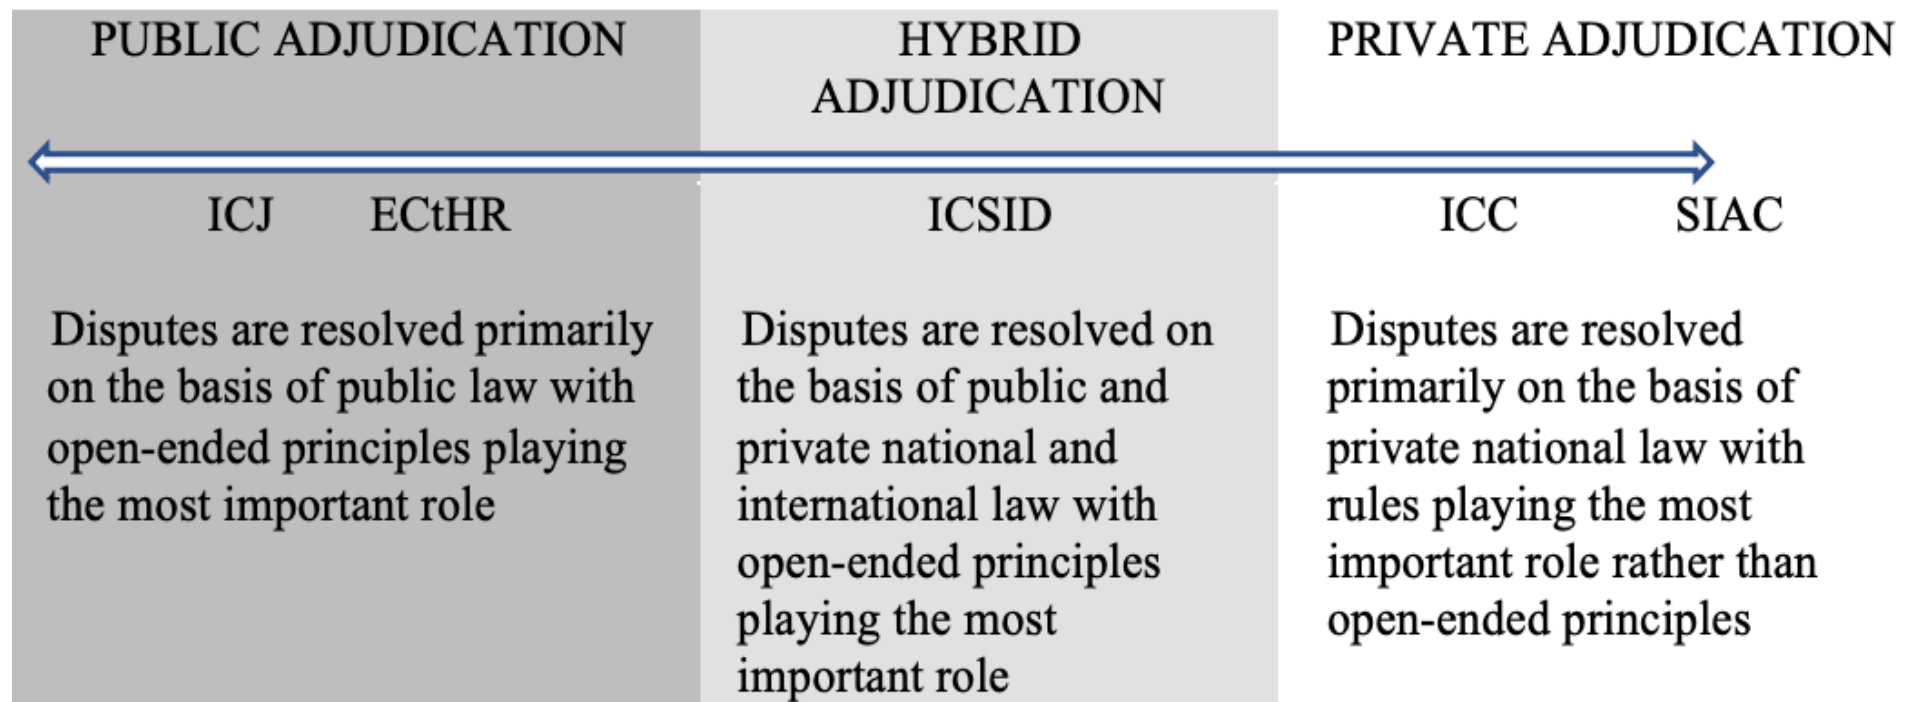 PUBLIC ADJUDICATION
HYBRID
ADJUDICATION
PRIVATE ADJUDICATION
ICJ
ECtHR
ICSID
ICC
SIAC
Disputes are resolved primarily
on the basis of public law with
open-ended principles playing
the most important role
Disputes are resolved on
the basis of public and
private national and
international law with
open-ended principles
playing the most
important role
Disputes are resolved
primarily on the basis of
private national law with
rules playing the most
important role rather than
open-ended principles